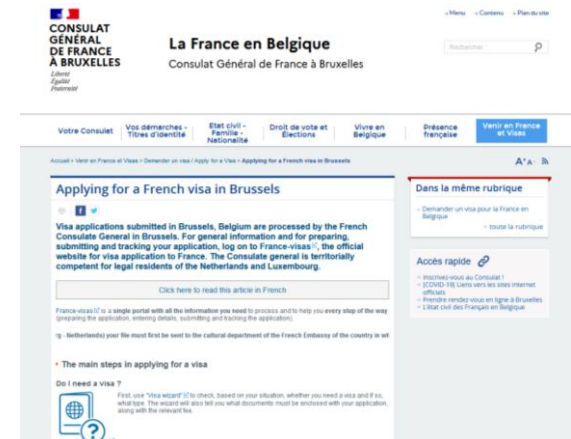 → Menu → Contenu → Plan du site
CONSULAT
GÉNÉRAL
DE FRANCE
À BRUXELLES
Liberté
Égalité
Fraternité
La France en Belgique
Consulat Général de France à Bruxelles
Rechercher
Votre Consulat
Vos démarches -
Titres d'identité
Etat civil -
Famille -
Nationalité
Droit de vote et
Élections
Vivre en
Belgique
Présence
française
Venir en France
et Visas
Accueil > Venir en France et Visas > Demander un visa / Apply for a Visa > Applying for a French visa in Brussels
A+ A-
Applying for a French visa in Brussels
Visa applications submitted in Brussels, Belgium are processed by the French
Consulate General in Brussels. For general information and for preparing,
submitting and tracking your application, log on to France-visas, the official
website for visa application to France. The Consulate general is territorially
competent for legal residents of the Netherlands and Luxembourg.
Click here to read this article in French
France-visas is a single portal with all the information you need to process and to help you every step of the way
(preparing the application, entering details, submitting and tracking the application).
rg - Netherlands) your file must first be sent to the cultural department of the French Embassy of the country in wh
The main steps in applying for a visa
Do I need a visa ?
First, use "Visa wizard" to check, based on your situation, whether you need a visa and if so,
what type. The wizard will also tell you what documents must be enclosed with your application,
along with the relevant fee.
Dans la même rubrique
Demander un visa pour la France en
Belgique
toute la rubrique
Accès rapide
Inscrivez-vous au Consulat !
[COVID-19] Liens vers les sites internet
officiels
Prendre rendez-vous en ligne à Bruxelles
L'état civil des Français en Belgique